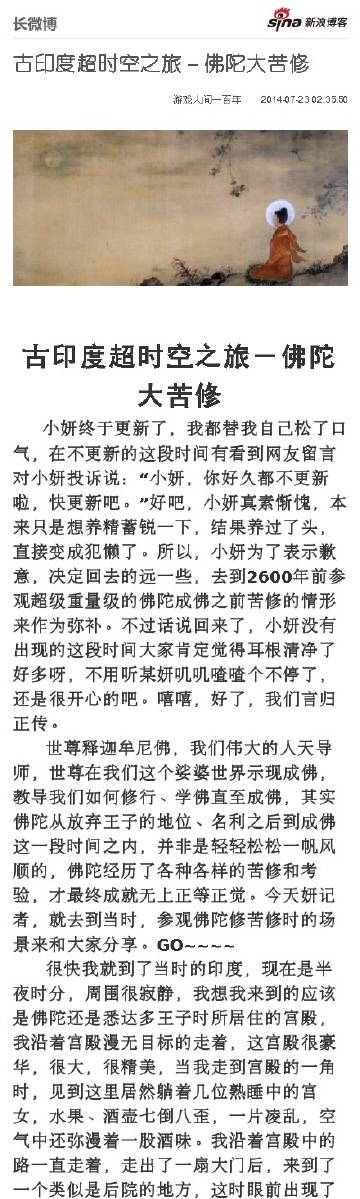 长微博
sina 新浪博客
古印度超时空之旅－佛陀大苦修
游戏人间一百年 2014-07-23 02:35:50
古印度超时空之旅－佛陀
大苦修
小妍终于更新了，我都替我自己松了口
气，在不更新的这段时间有看到网友留言
对小妍投诉说：“小妍，你好久都不更新
啦，快更新吧。”好吧，小妍真素惭愧，本
来只是想养精蓄锐一下，结果养过了头，
直接变成犯懒了。所以，小妍为了表示歉
意，决定回去的远一些，去到2600年前参
观超级重量级的佛陀成佛之前苦修的情形
来作为弥补。不过话说回来了，小妍没有
出现的这段时间大家肯定觉得耳根清净了
好多呀，不用听某妍叽叽喳喳个不停了，
还是很开心的吧。嘻嘻，好了，我们言归
正传。
世尊释迦牟尼佛，我们伟大的人天导
师，世尊在我们这个娑婆世界示现成佛，
教导我们如何修行、学佛直至成佛，其实
佛陀从放弃王子的地位、名利之后到成佛
这一段时间之内，并非是轻轻松松一帆风
顺的，佛陀经历了各种各样的苦修和考
验，才最终成就无上正等正觉。今天妍记
者，就去到当时，参观佛陀修苦修时的场
景来和大家分享。GO~~~~
很快我就到了当时的印度，现在是半
夜时分，周围很寂静，我想我来到的应该
是佛陀还是悉达多王子时所居住的宫殿，
我沿着宫殿漫无目标的走着，这宫殿很豪
华，很大，很精美，当我走到宫殿的一角
时，见到这里居然躺着几位熟睡中的宫
女，水果、酒壶七倒八歪，一片凌乱，空
气中还弥漫着一股酒味。我沿着宫殿中的
路一直走着，走出了一扇大门后，来到了
一个类似是后院的地方，这时眼前出现了